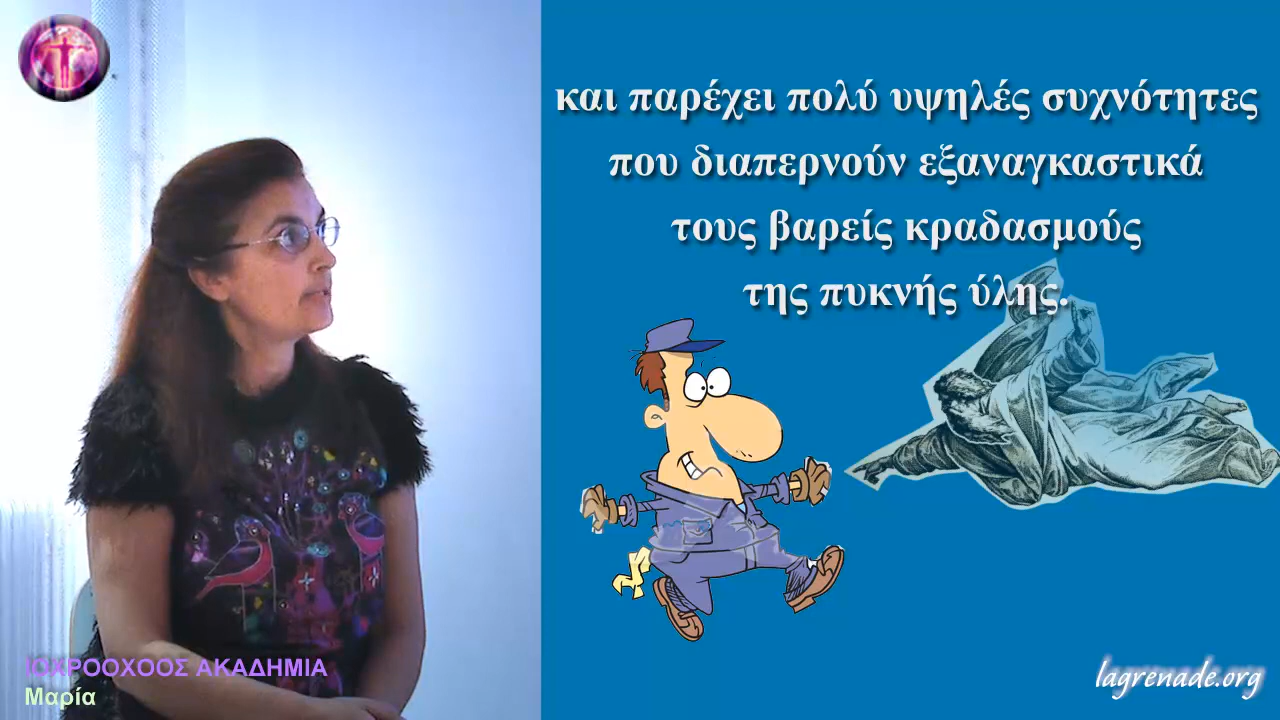 και παρέχει πολύ υψηλές συχνότητες
που διαπερνούν εξαναγκαστικά
τους βαρείς κραδασμούς
της πυκνής ύλης.
ΙΟΧΡΟΟΧΟΟΣ ΑΚΑΔΗΜΙΑ
Μαρία
lagrenade.org